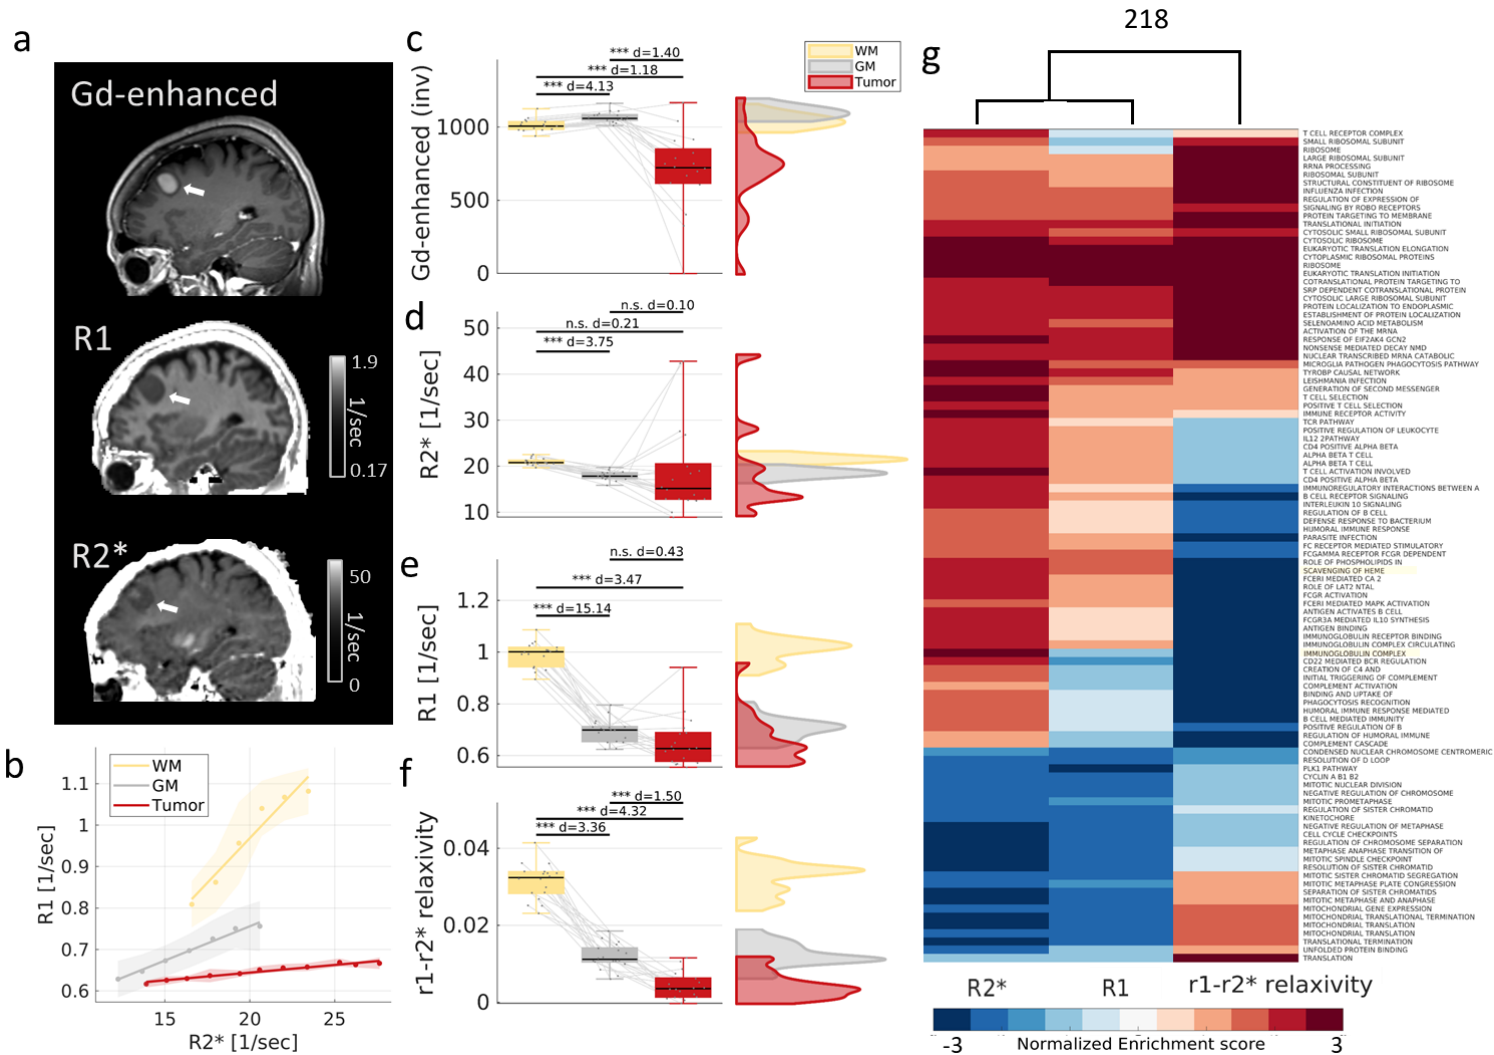 a
Gd-enhanced
R1
1.9
1/sec
0.17
R2*
50
1/sec
0
b
WM
GM
Tumor
1.1
1
0.9
0.8
0.7
0.6
R1 [1/sec]
15
20
25
R2* [1/sec]
c
*** d=1.40
*** d=1.18
*** d=4.13
1000
500
0
Gd-enhanced (inv)
WM
GM
Tumor
d
n.s. d=0.10
n.s. d=0.21
*** d=3.75
50
40
30
20
10
R2* [1/sec]
e
n.s. d=0.43
*** d=3.47
*** d=15.14
1.2
1
0.8
0.6
R1 [1/sec]
f
*** d=1.50
*** d=4.32
*** d=3.36
0.04
0.02
0
r1-r2* relaxivity
g
218
T CELL RECEPTOR COMPLEX
SMALL RIBOSOMAL SUBUNIT
RIBOSOME
LARGE RIBOSOMAL SUBUNIT
RRNA PROCESSING
RIBOSOMAL SUBUNIT
STRUCTURAL CONSTITUENT OF RIBOSOME
INFLUENZA INFECTION
REGULATION OF EXPRESSION OF
SIGNALING BY ROBO RECEPTORS
PROTEIN TARGETING TO MEMBRANE
TRANSLATIONAL INITIATION
CYTOSOLIC SMALL RIBOSOMAL SUBUNIT
CYTOSOLIC RIBOSOME
EUKARYOTIC TRANSLATION ELONGATION
CYTOPLASMIC RIBOSOMAL PROTEINS
RIBOSOME
EUKARYOTIC TRANSLATION INITIATION
COTRANSLATIONAL PROTEIN TARGETING TO
SRP DEPENDENT COTRANSLATIONAL PROTEIN
CYTOSOLIC LARGE RIBOSOMAL SUBUNIT
PROTEIN LOCALIZATION TO ENDOPLASMIC
ESTABLISHMENT OF PROTEIN LOCALIZATION
SELENOAMINO ACID METABOLISM
ACTIVATION OF THE MRNA
RESPONSE OF EIF2AK4 GCN2
NONSENSE MEDIATED DECAY NMD
NUCLEAR TRANSCRIBED MRNA CATABOLIC
MICROGLIA PATHOGEN PHAGOCYTOSIS PATHWAY
TYROBP CAUSAL NETWORK
LEISHMANIA INFECTION
GENERATION OF SECOND MESSENGER
T CELL SELECTION
POSITIVE T CELL SELECTION
IMMUNE RECEPTOR ACTIVITY
TCR PATHWAY
POSITIVE REGULATION OF LEUKOCYTE
IL12 2PATHWAY
CD4 POSITIVE ALPHA BETA
ALPHA BETA T CELL
ALPHA BETA T CELL
T CELL ACTIVATION INVOLVED
CD4 POSITIVE ALPHA BETA
IMMUNOREGULATORY INTERACTIONS BETWEEN A
B CELL RECEPTOR SIGNALING
INTERLEUKIN 10 SIGNALING
REGULATION OF B CELL
DEFENSE RESPONSE TO BACTERIUM
HUMORAL IMMUNE RESPONSE
PARASITE INFECTION
FC RECEPTOR MEDIATED STIMULATORY
FCGAMMA RECEPTOR FCGR DEPENDENT
ROLE OF PHOSPHOLIPIDS IN
SCAVENGING OF HEME
FCERI MEDIATED CA 2
ROLE OF LAT2 NTAL
FCGR ACTIVATION
FCERI MEDIATED MAPK ACTIVATION
ANTIGEN ACTIVATES B CELL
FCGR3A MEDIATED IL10 SYNTHESIS
ANTIGEN BINDING
IMMUNOGLOBULIN RECEPTOR BINDING
IMMUNOGLOBULIN COMPLEX CIRCULATING
IMMUNOGLOBULIN COMPLEX
CD22 MEDIATED BCR REGULATION
CREATION OF C4 AND
INITIAL TRIGGERING OF COMPLEMENT
COMPLEMENT ACTIVATION
BINDING AND UPTAKE OF
PHAGOCYTOSIS RECOGNITION
HUMORAL IMMUNE RESPONSE MEDIATED
B CELL MEDIATED IMMUNITY
POSITIVE REGULATION OF B
REGULATION OF HUMORAL IMMUNE
COMPLEMENT CASCADE
CONDENSED NUCLEAR CHROMOSOME CENTROMERIC
RESOLUTION OF D LOOP
PLK1 PATHWAY
CYCLIN A B1 B2
MITOTIC NUCLEAR DIVISION
NEGATIVE REGULATION OF CHROMOSOME
MITOTIC PROMETAPHASE
REGULATION OF SISTER CHROMATID
KINETOCHORE
NEGATIVE REGULATION OF METAPHASE
CELL CYCLE CHECKPOINTS
REGULATION OF CHROMOSOME SEPARATION
METAPHASE ANAPHASE TRANSITION OF
MITOTIC SPINDLE CHECKPOINT
RESOLUTION OF SISTER CHROMATID
MITOTIC SISTER CHROMATID SEGREGATION
MITOTIC METAPHASE PLATE CONGRESSION
SEPARATION OF SISTER CHROMATIDS
MITOTIC METAPHASE AND ANAPHASE
MITOCHONDRIAL GENE EXPRESSION
MITOCHONDRIAL TRANSLATIONAL TERMINATION
MITOCHONDRIAL TRANSLATION
MITOCHONDRIAL TRANSLATION
TRANSLATIONAL TERMINATION
UNFOLDED PROTEIN BINDING
TRANSLATION
R2*
R1
r1-r2* relaxivity
-3
Normalized Enrichment score
3